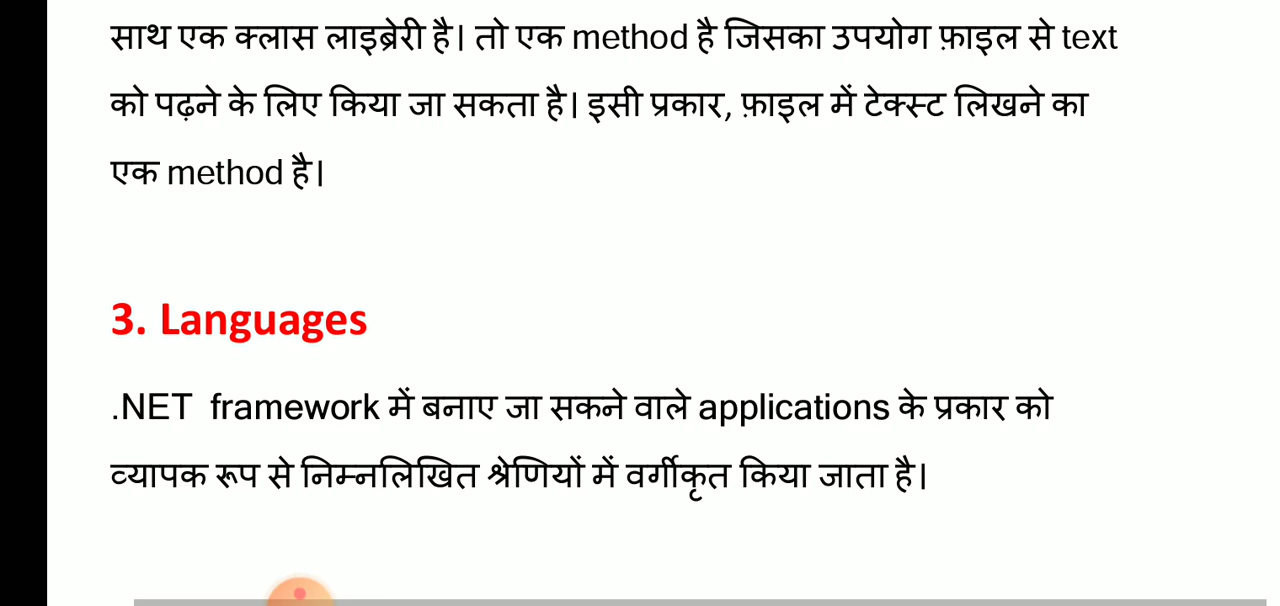 साथ एक क्लास लाइब्रेरी है। तो एक method है जिसका उपयोग फ़ाइल से text
को पढ़ने के लिए किया जा सकता है। इसी प्रकार, फ़ाइल में टेक्स्ट लिखने का
एक method है।
3. Languages
.NET framework में बनाए जा सकने वाले applications के प्रकार को
व्यापक रूप से निम्नलिखित श्रेणियों में वर्गीकृत किया जाता है।